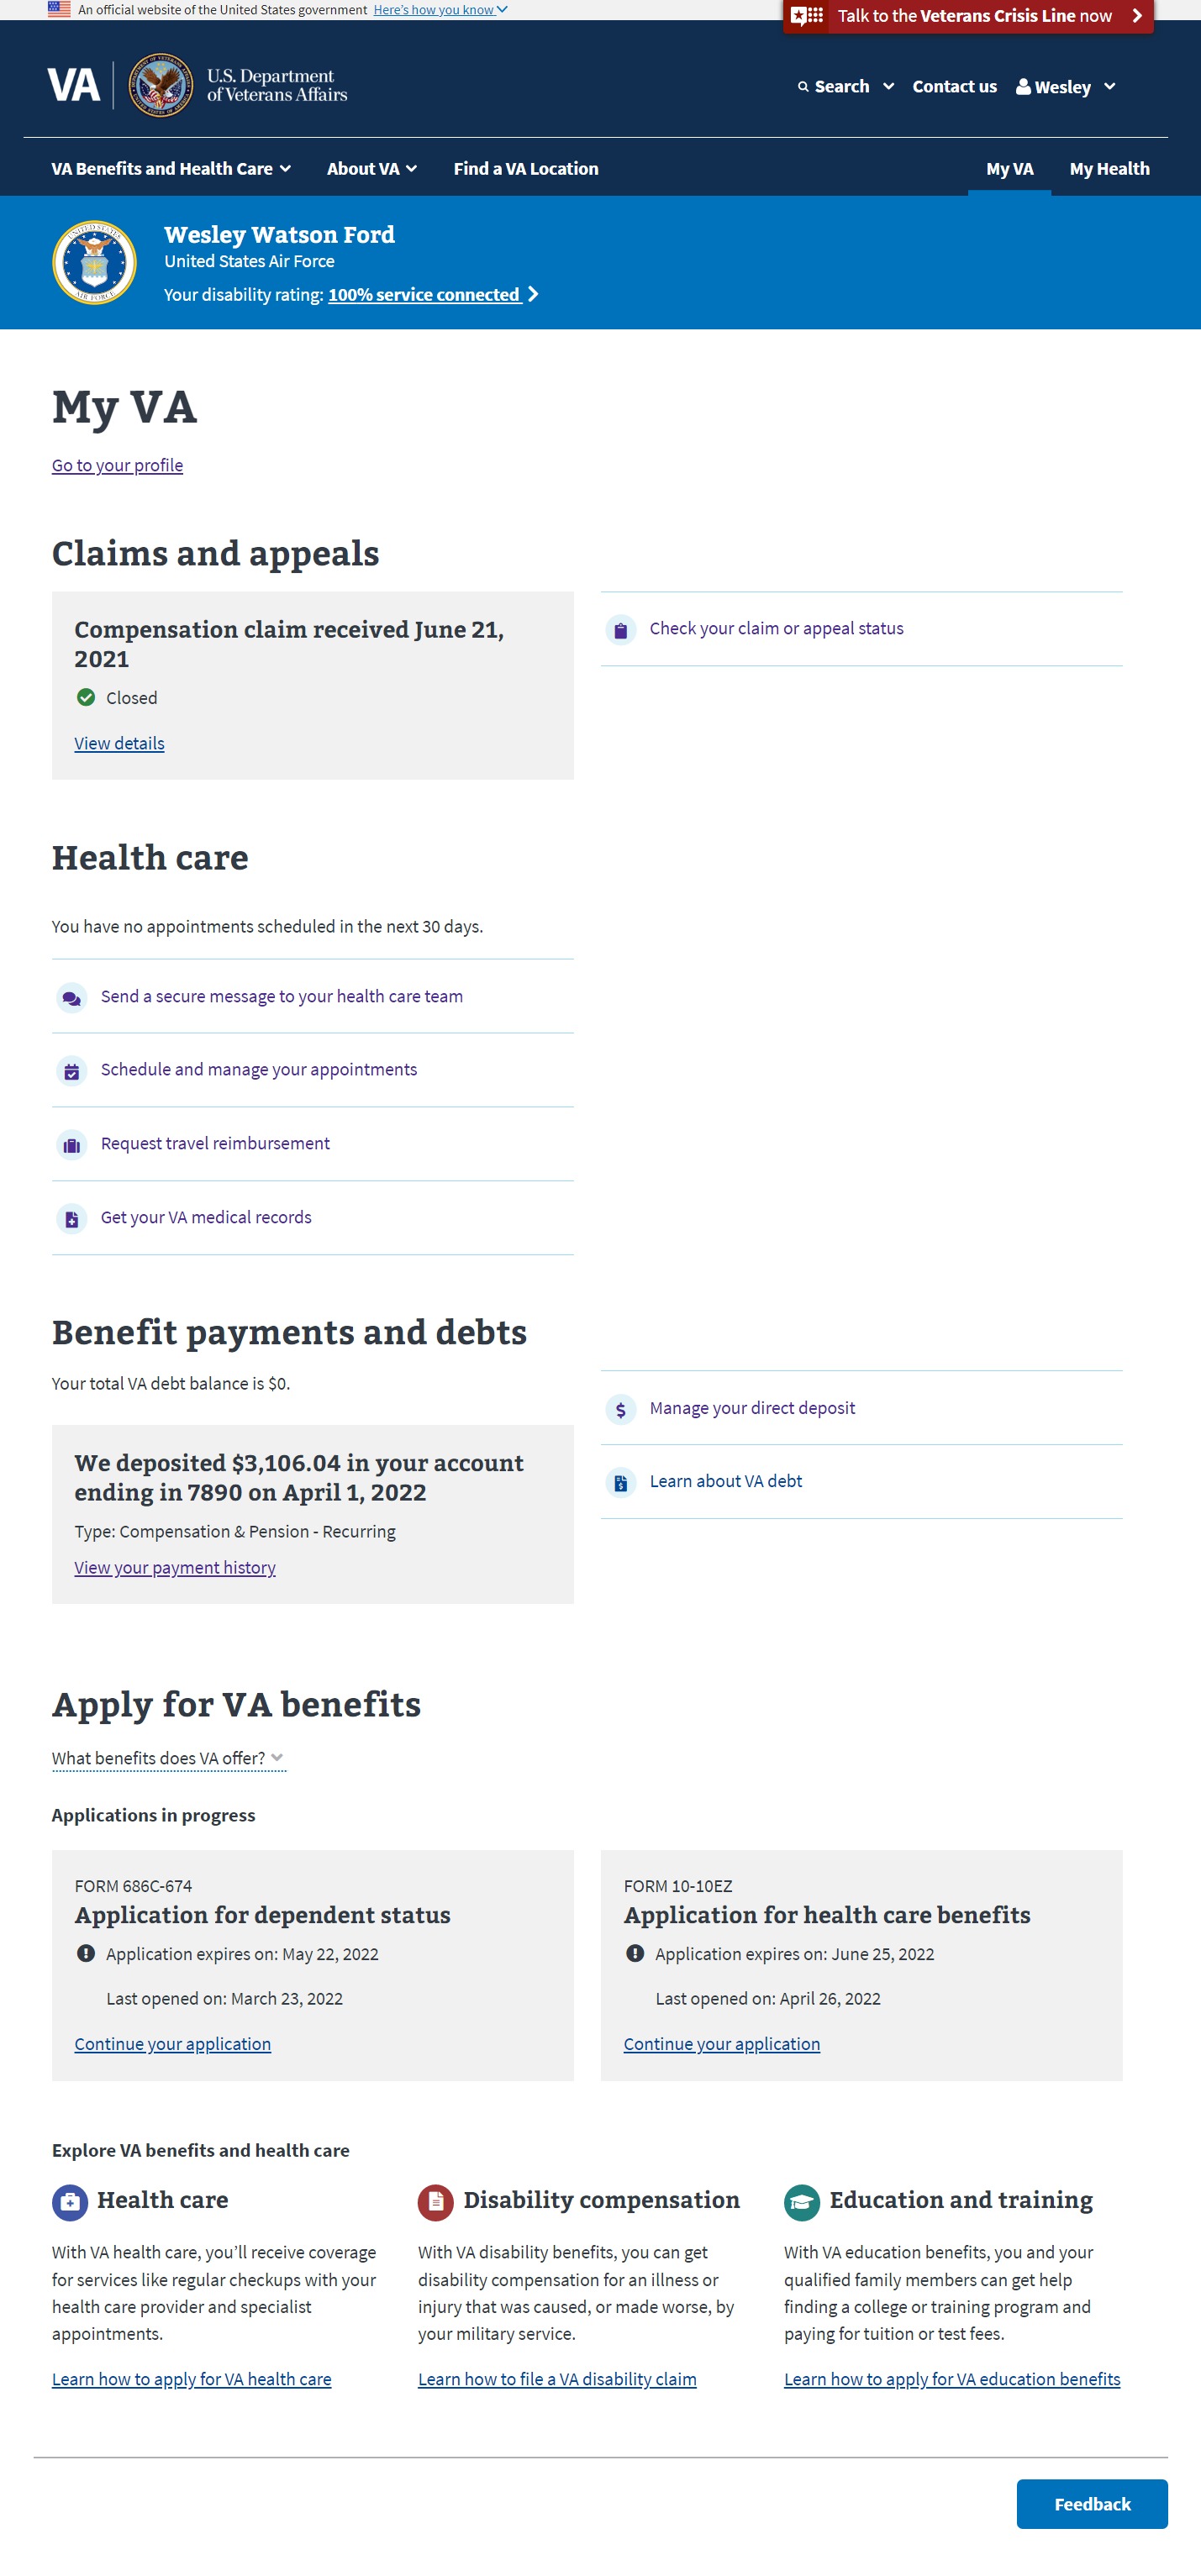 An official website of the United States government Here's how you know
Talk to the Veterans Crisis Line now
VA
U.S. Department
of Veterans Affairs
Search
Contact us
Wesley
VA Benefits and Health Care
About VA
Find a VA Location
My VA
My Health
UNITED STATES
AIR FORCE
Wesley Watson Ford
United States Air Force
Your disability rating: 100% service connected
My VA
Go to your profile
Claims and appeals
Compensation claim received June 21,
2021
Closed
View details
Check your claim or appeal status
Health care
You have no appointments scheduled in the next 30 days.
Send a secure message to your health care team
Schedule and manage your appointments
Request travel reimbursement
Get your VA medical records
Benefit payments and debts
Your total VA debt balance is $0.
We deposited $3,106.04 in your account
ending in 7890 on April 1, 2022
Type: Compensation & Pension - Recurring
View your payment history
Manage your direct deposit
Learn about VA debt
Apply for VA benefits
What benefits does VA offer?
Applications in progress
FORM 686C-674
Application for dependent status
Application expires on: May 22, 2022
Last opened on: March 23, 2022
Continue your application
FORM 10-10EZ
Application for health care benefits
Application expires on: June 25, 2022
Last opened on: April 26, 2022
Continue your application
Explore VA benefits and health care
Health care
With VA health care, you'll receive coverage
for services like regular checkups with your
health care provider and specialist
appointments.
Learn how to apply for VA health care
Disability compensation
With VA disability benefits, you can get
disability compensation for an illness or
injury that was caused, or made worse, by
your military service.
Learn how to file a VA disability claim
Education and training
With VA education benefits, you and your
qualified family members can get help
finding a college or training program and
paying for tuition or test fees.
Learn how to apply for VA education benefits
Feedback